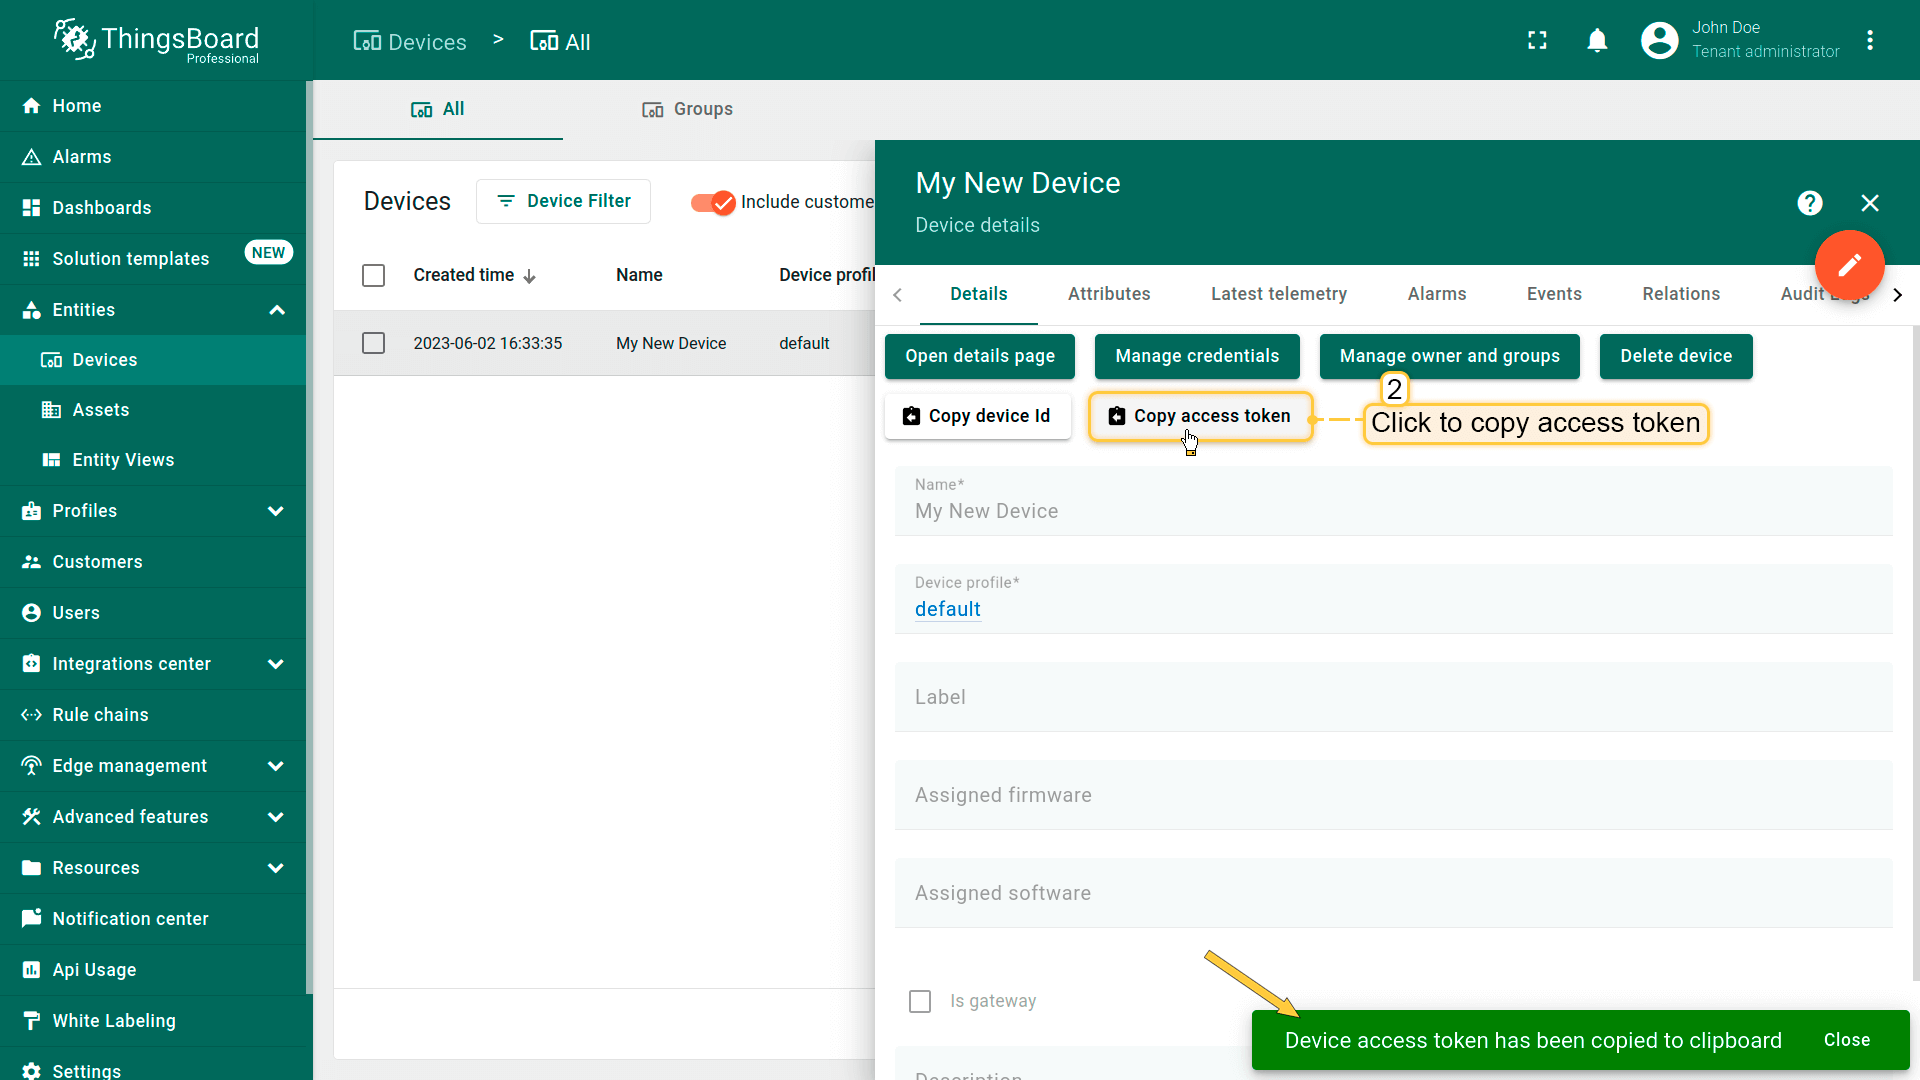 ThingsBoard
Professional
Devices > All
John Doe
Tenant administrator
Home
Alarms
Dashboards
Solution templates NEW
Entities
Devices
Assets
Entity Views
Profiles
Customers
Users
Integrations center
Rule chains
Edge management
Advanced features
Resources
Notification center
Api Usage
White Labeling
Settings
All Groups
Devices Device Filter Include custome
Created time Name Device profil
2023-06-02 16:33:35 My New Device default
My New Device
Device details
?
Details Attributes Latest telemetry Alarms Events Relations Audit Logs
Open details page Manage credentials Manage owner and groups Delete device
2
Copy device Id Copy access token Click to copy access token
Name*
My New Device
Device profile*
default
Label
Assigned firmware
Assigned software
Is gateway
Description
Device access token has been copied to clipboard Close